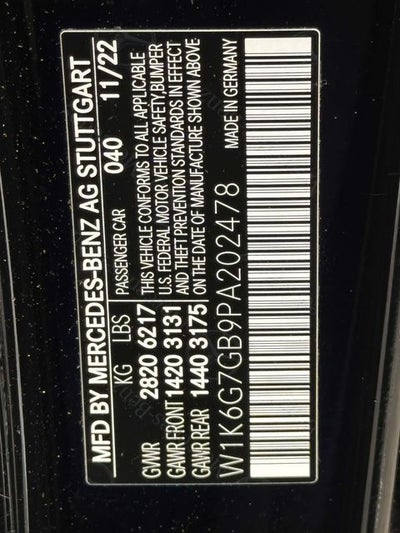 MFD BY MERCEDES-BENZ AG STUTTGART
KG LBS PASSENGER CAR 040 11/22
GVWR 2820 6217 THIS VEHICLE CONFORMS TO ALL APPLICABLE
GAWR FRONT 1420 3131 U.S. FEDERAL MOTOR VEHICLE SAFETY,BUMPER
AND THEFT PREVENTION STANDARDS IN EFFECT
GAWR REAR 1440 3175 ON THE DATE OF MANUFACTURE SHOWN ABOVE
W1K6G7GB9PA202478 MADE IN GERMANY